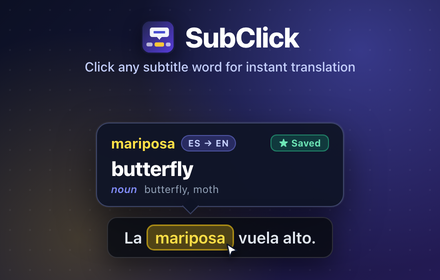 SubClick
Click any subtitle word for instant translation
mariposa ES → EN ★ Saved
butterfly
noun butterfly, moth
La mariposa vuela alto.